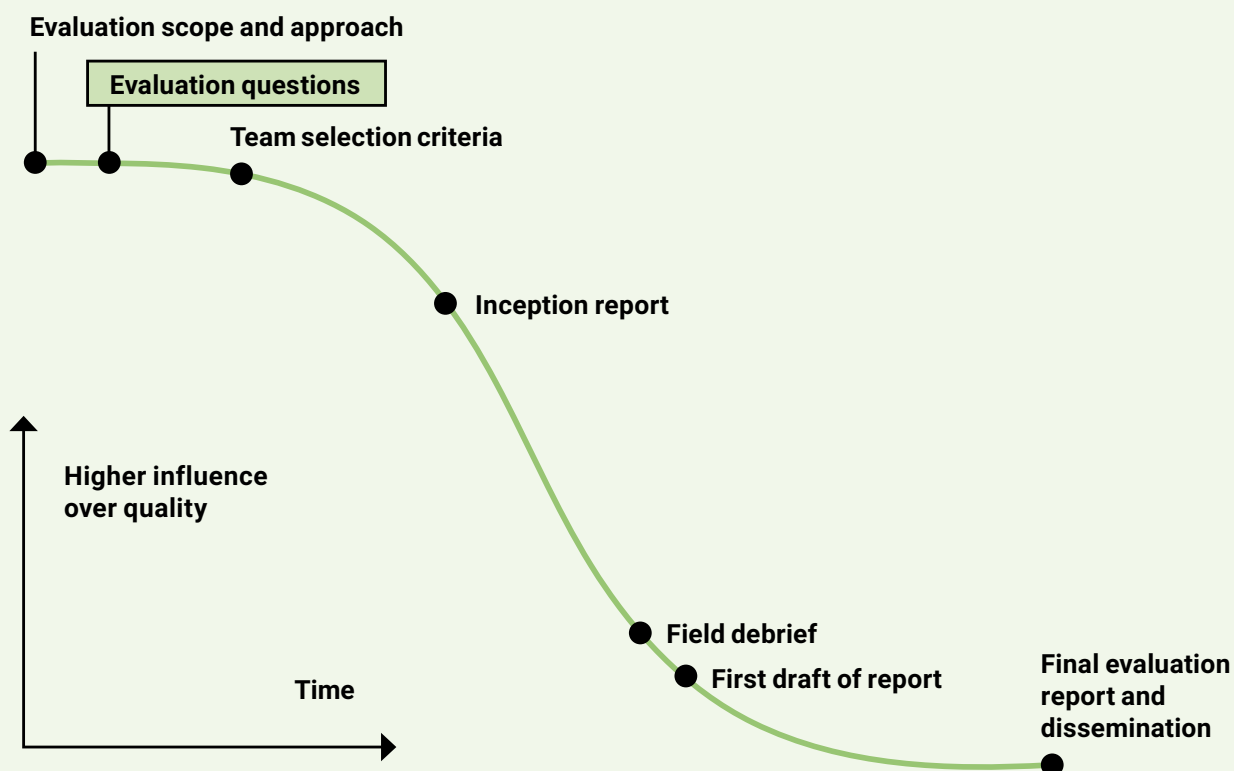 Evaluation scope and approach
Evaluation questions
Team selection criteria
Inception report
Higher influence
over quality
Field debrief
First draft of report
Time
Final evaluation
report and
dissemination